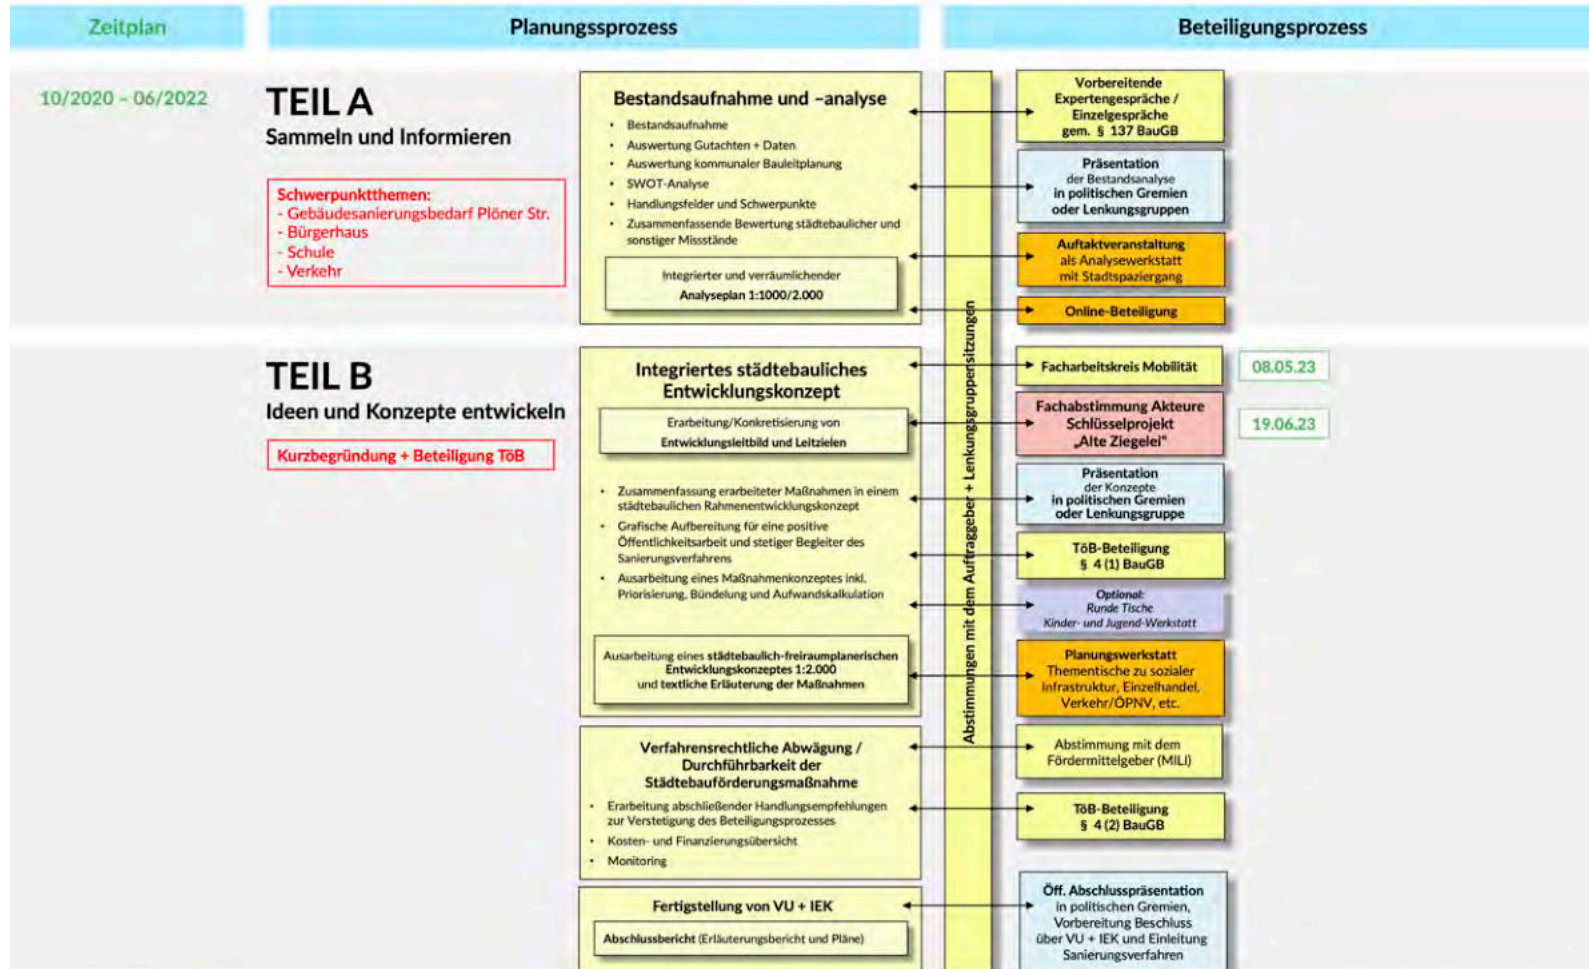 Zeitplan
Planungssprozess
Beteiligungsprozess
10/2020 – 06/2022
TEIL A
Sammeln und Informieren
Schwerpunktthemen:
- Gebäudesanierungsbedarf Plöner Str.
- Bürgerhaus
- Schule
- Verkehr
Bestandsaufnahme und –analyse
• Bestandsaufnahme
• Auswertung Gutachten + Daten
• Auswertung kommunaler Bauleitplanung
• SWOT-Analyse
• Handlungsfelder und Schwerpunkte
• Zusammenfassende Bewertung städtebaulicher und
sonstiger Missstände
Integrierter und verräumlichender
Analyseplan 1:1000/2.000
Abstimmungen mit dem Auftraggeber + Lenkungsgruppensitzungen
Vorbereitende
Expertengespräche /
Einzelgespräche
gem. § 137 BauGB
Präsentation
der Bestandsanalyse
in politischen Gremien
oder Lenkungsgruppen
Auftaktveranstaltung
als Analysewerkstatt
mit Stadtspaziergang
Online-Beteiligung
TEIL B
Ideen und Konzepte entwickeln
Kurzbegründung + Beteiligung TöB
Integriertes städtebauliches
Entwicklungskonzept
Erarbeitung/Konkretisierung von
Entwicklungsleitbild und Leitzielen
• Zusammenfassung erarbeiteter Maßnahmen in einem
städtebaulichen Rahmenentwicklungskonzept
• Grafische Aufbereitung für eine positive
Öffentlichkeitsarbeit und stetiger Begleiter des
Sanierungsverfahrens
• Ausarbeitung eines Maßnahmenkonzeptes inkl.
Priorisierung, Bündelung und Aufwandskalkulation
Ausarbeitung eines städtebaulich-freiraumplanerischen
Entwicklungskonzeptes 1:2.000
und textliche Erläuterung der Maßnahmen
Facharbeitskreis Mobilität
08.05.23
Fachabstimmung Akteure
Schlüsselprojekt
„Alte Ziegelei“
19.06.23
Präsentation
der Konzepte
in politischen Gremien
oder Lenkungsgruppe
TöB-Beteiligung
§ 4 (1) BauGB
Optional:
Runde Tische
Kinder- und Jugend-Werkstatt
Planungswerkstatt
Thementische zu sozialer
Infrastruktur, Einzelhandel,
Verkehr/ÖPNV, etc.
Verfahrensrechtliche Abwägung /
Durchführbarkeit der
Städtebauförderungsmaßnahme
• Erarbeitung abschließender Handlungsempfehlungen
zur Verstetigung des Beteiligungsprozesses
• Kosten- und Finanzierungsübersicht
• Monitoring
Abstimmung mit dem
Fördermittelgeber (MILI)
TöB-Beteiligung
§ 4 (2) BauGB
Fertigstellung von VU + IEK
Abschlussbericht (Erläuterungsbericht und Pläne)
Öff. Abschlusspräsentation
in politischen Gremien,
Vorbereitung Beschluss
über VU + IEK und Einleitung
Sanierungsverfahren